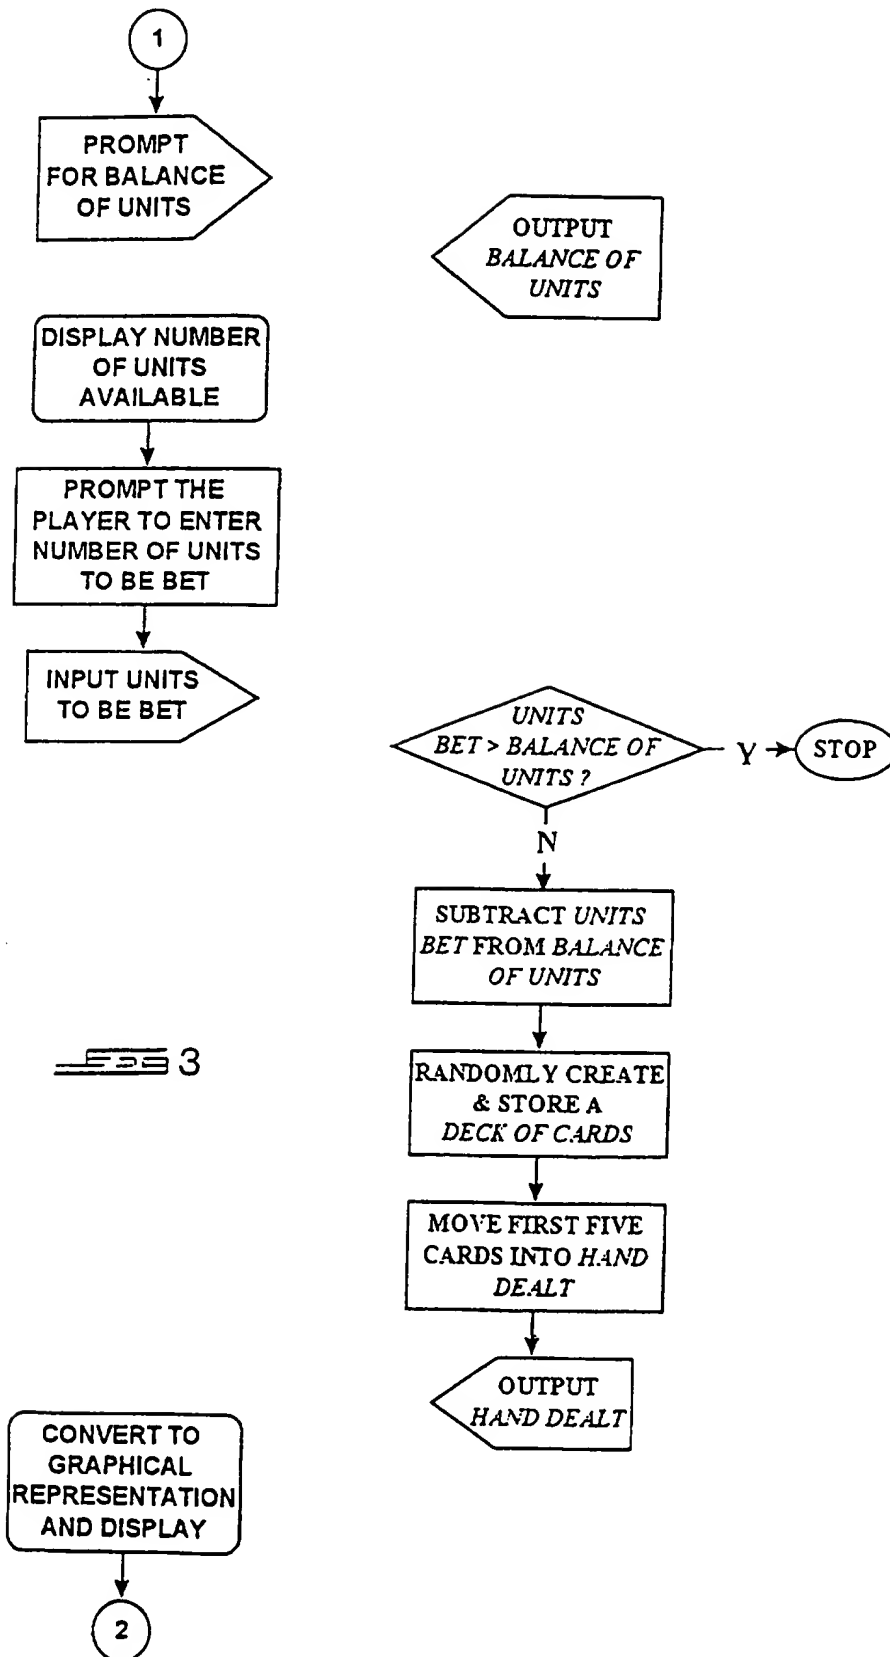 1
PROMPT
FOR BALANCE
OF UNITS
OUTPUT
BALANCE OF
UNITS
DISPLAY NUMBER
OF UNITS
AVAILABLE
PROMPT THE
PLAYER TO ENTER
NUMBER OF UNITS
TO BE BET
INPUT UNITS
TO BE BET
UNITS
BET > BALANCE OF
UNITS ?
Y
STOP
N
SUBTRACT UNITS
BET FROM BALANCE
OF UNITS
3
RANDOMLY CREATE
& STORE A
DECK OF CARDS
MOVE FIRST FIVE
CARDS INTO HAND
DEALT
OUTPUT
HAND DEALT
CONVERT TO
GRAPHICAL
REPRESENTATION
AND DISPLAY
2